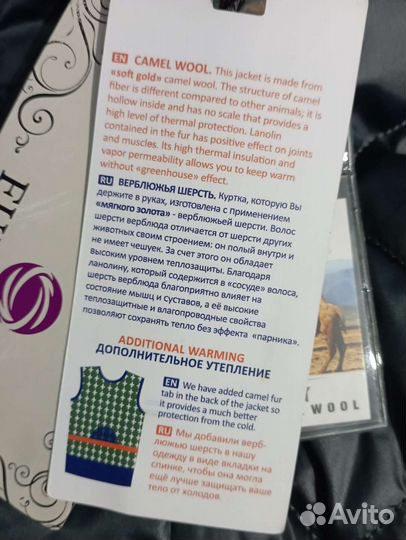 EN CAMEL WOOL. This jacket is made from
«soft gold» camel wool. The structure of camel
fiber is different compared to other animals; it is
hollow inside and has no scale that provides a
high level of thermal protection. Lanolin
contained in the fur has positive effect on joints
and muscles. Its high thermal insulation and
vapor permeability allows you to keep warm
without «greenhouse» effect.
RU ВЕРБЛЮЖЬЯ ШЕРСТЬ. Куртка, которую Вы
держите в руках, изготовлена с применением
«мягкого золота» - верблюжьей шерсти. Волос
шерсти верблюда отличается от шерсти других
животных своим строением: он полый внутри и
не имеет чешуек. За счет этого он обладает
высоким уровнем теплозащиты. Благодаря
ланолину, который содержится в «сосуде» волоса,
шерсть верблюда благоприятно влияет на
состояние мышц и суставов, а её высокие
теплозащитные и влагопроводные свойства
позволяют сохранять тепло без эффекта «парника».
ADDITIONAL WARMING
ДОПОЛНИТЕЛЬНОЕ УТЕПЛЕНИЕ
EN We have added camel fur
tab in the back of the jacket so
it provides a much better
protection from the cold.
RU Мы добавили верб-
люжью шерсть в нашу
одежду в виде вкладки на
спинке, чтобы она могла
ещё лучше защищать ваше
тело от холодов.
WOOL
Avito